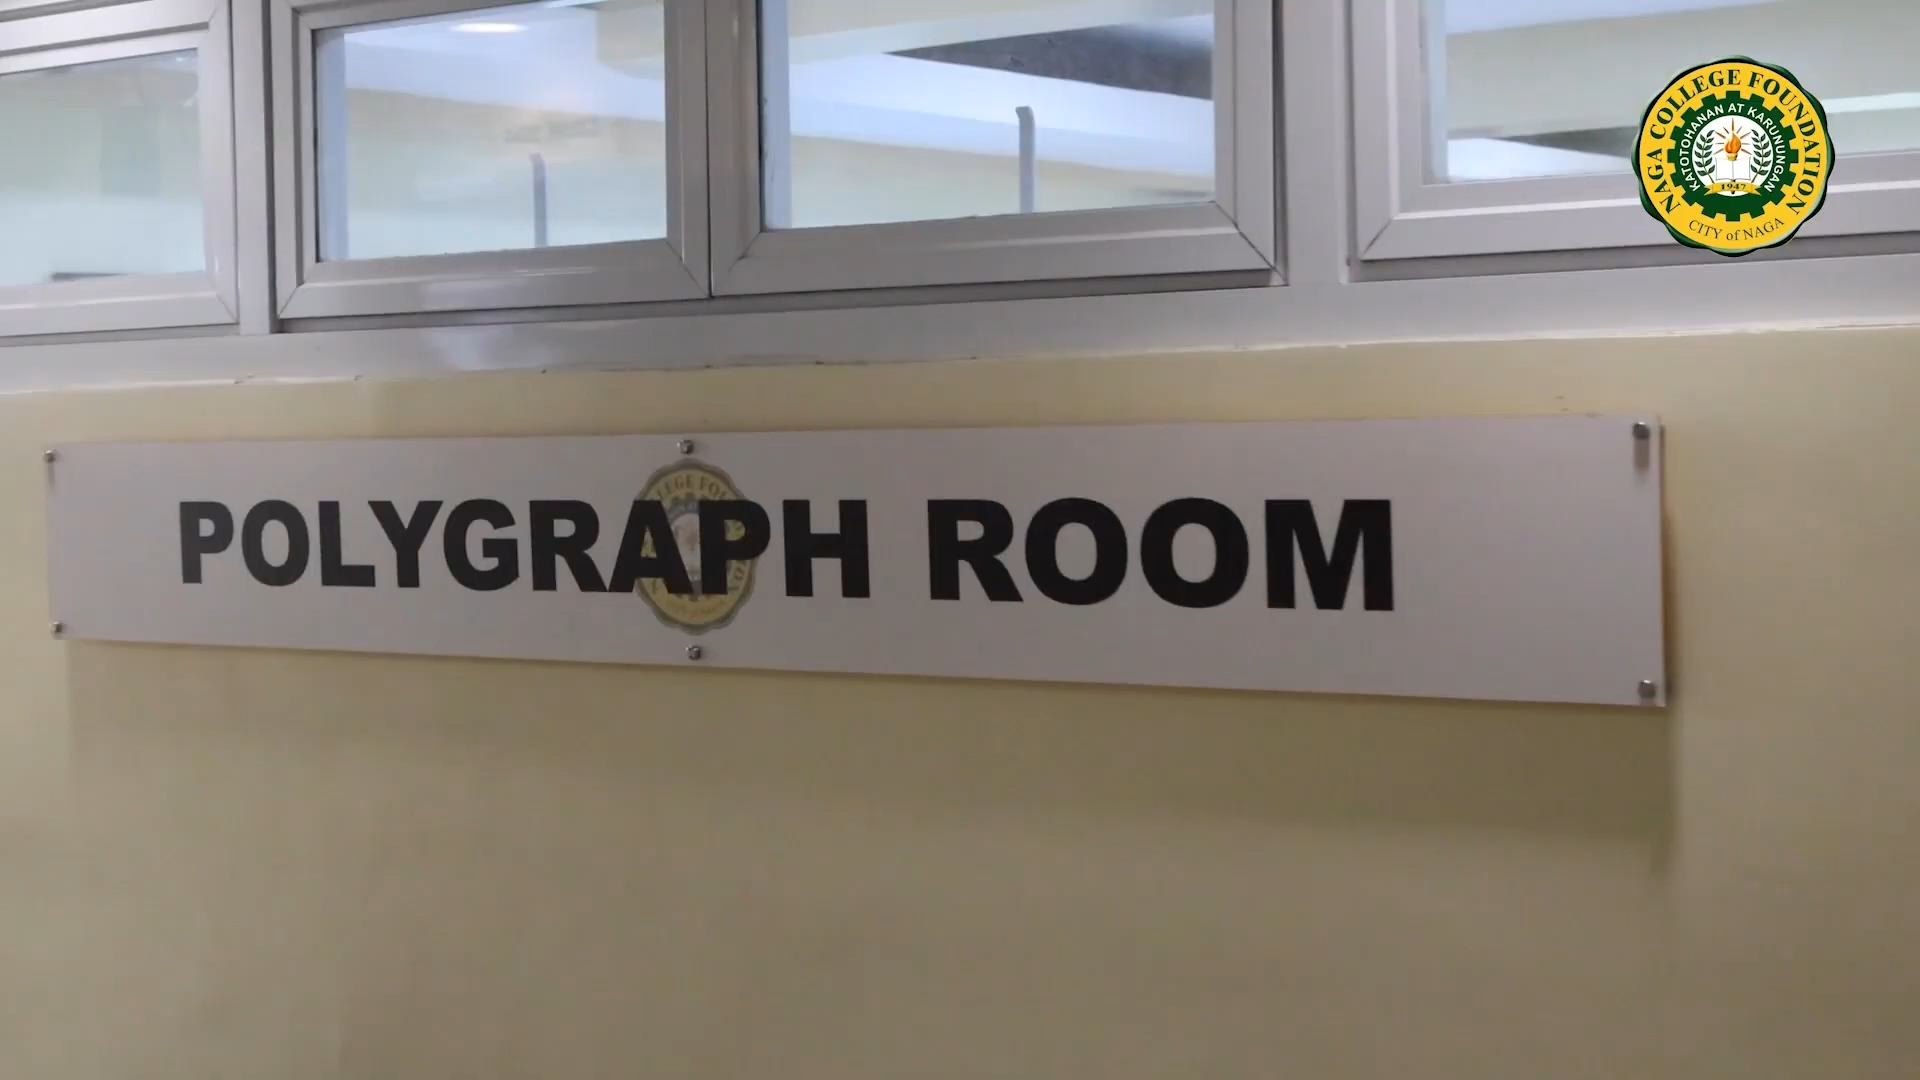 NAGA COLLEGE FOUNDATION
KATOTOHANAN AT KARUNUNGAN
1947
CITY of NAGA
POLYGRAPH ROOM